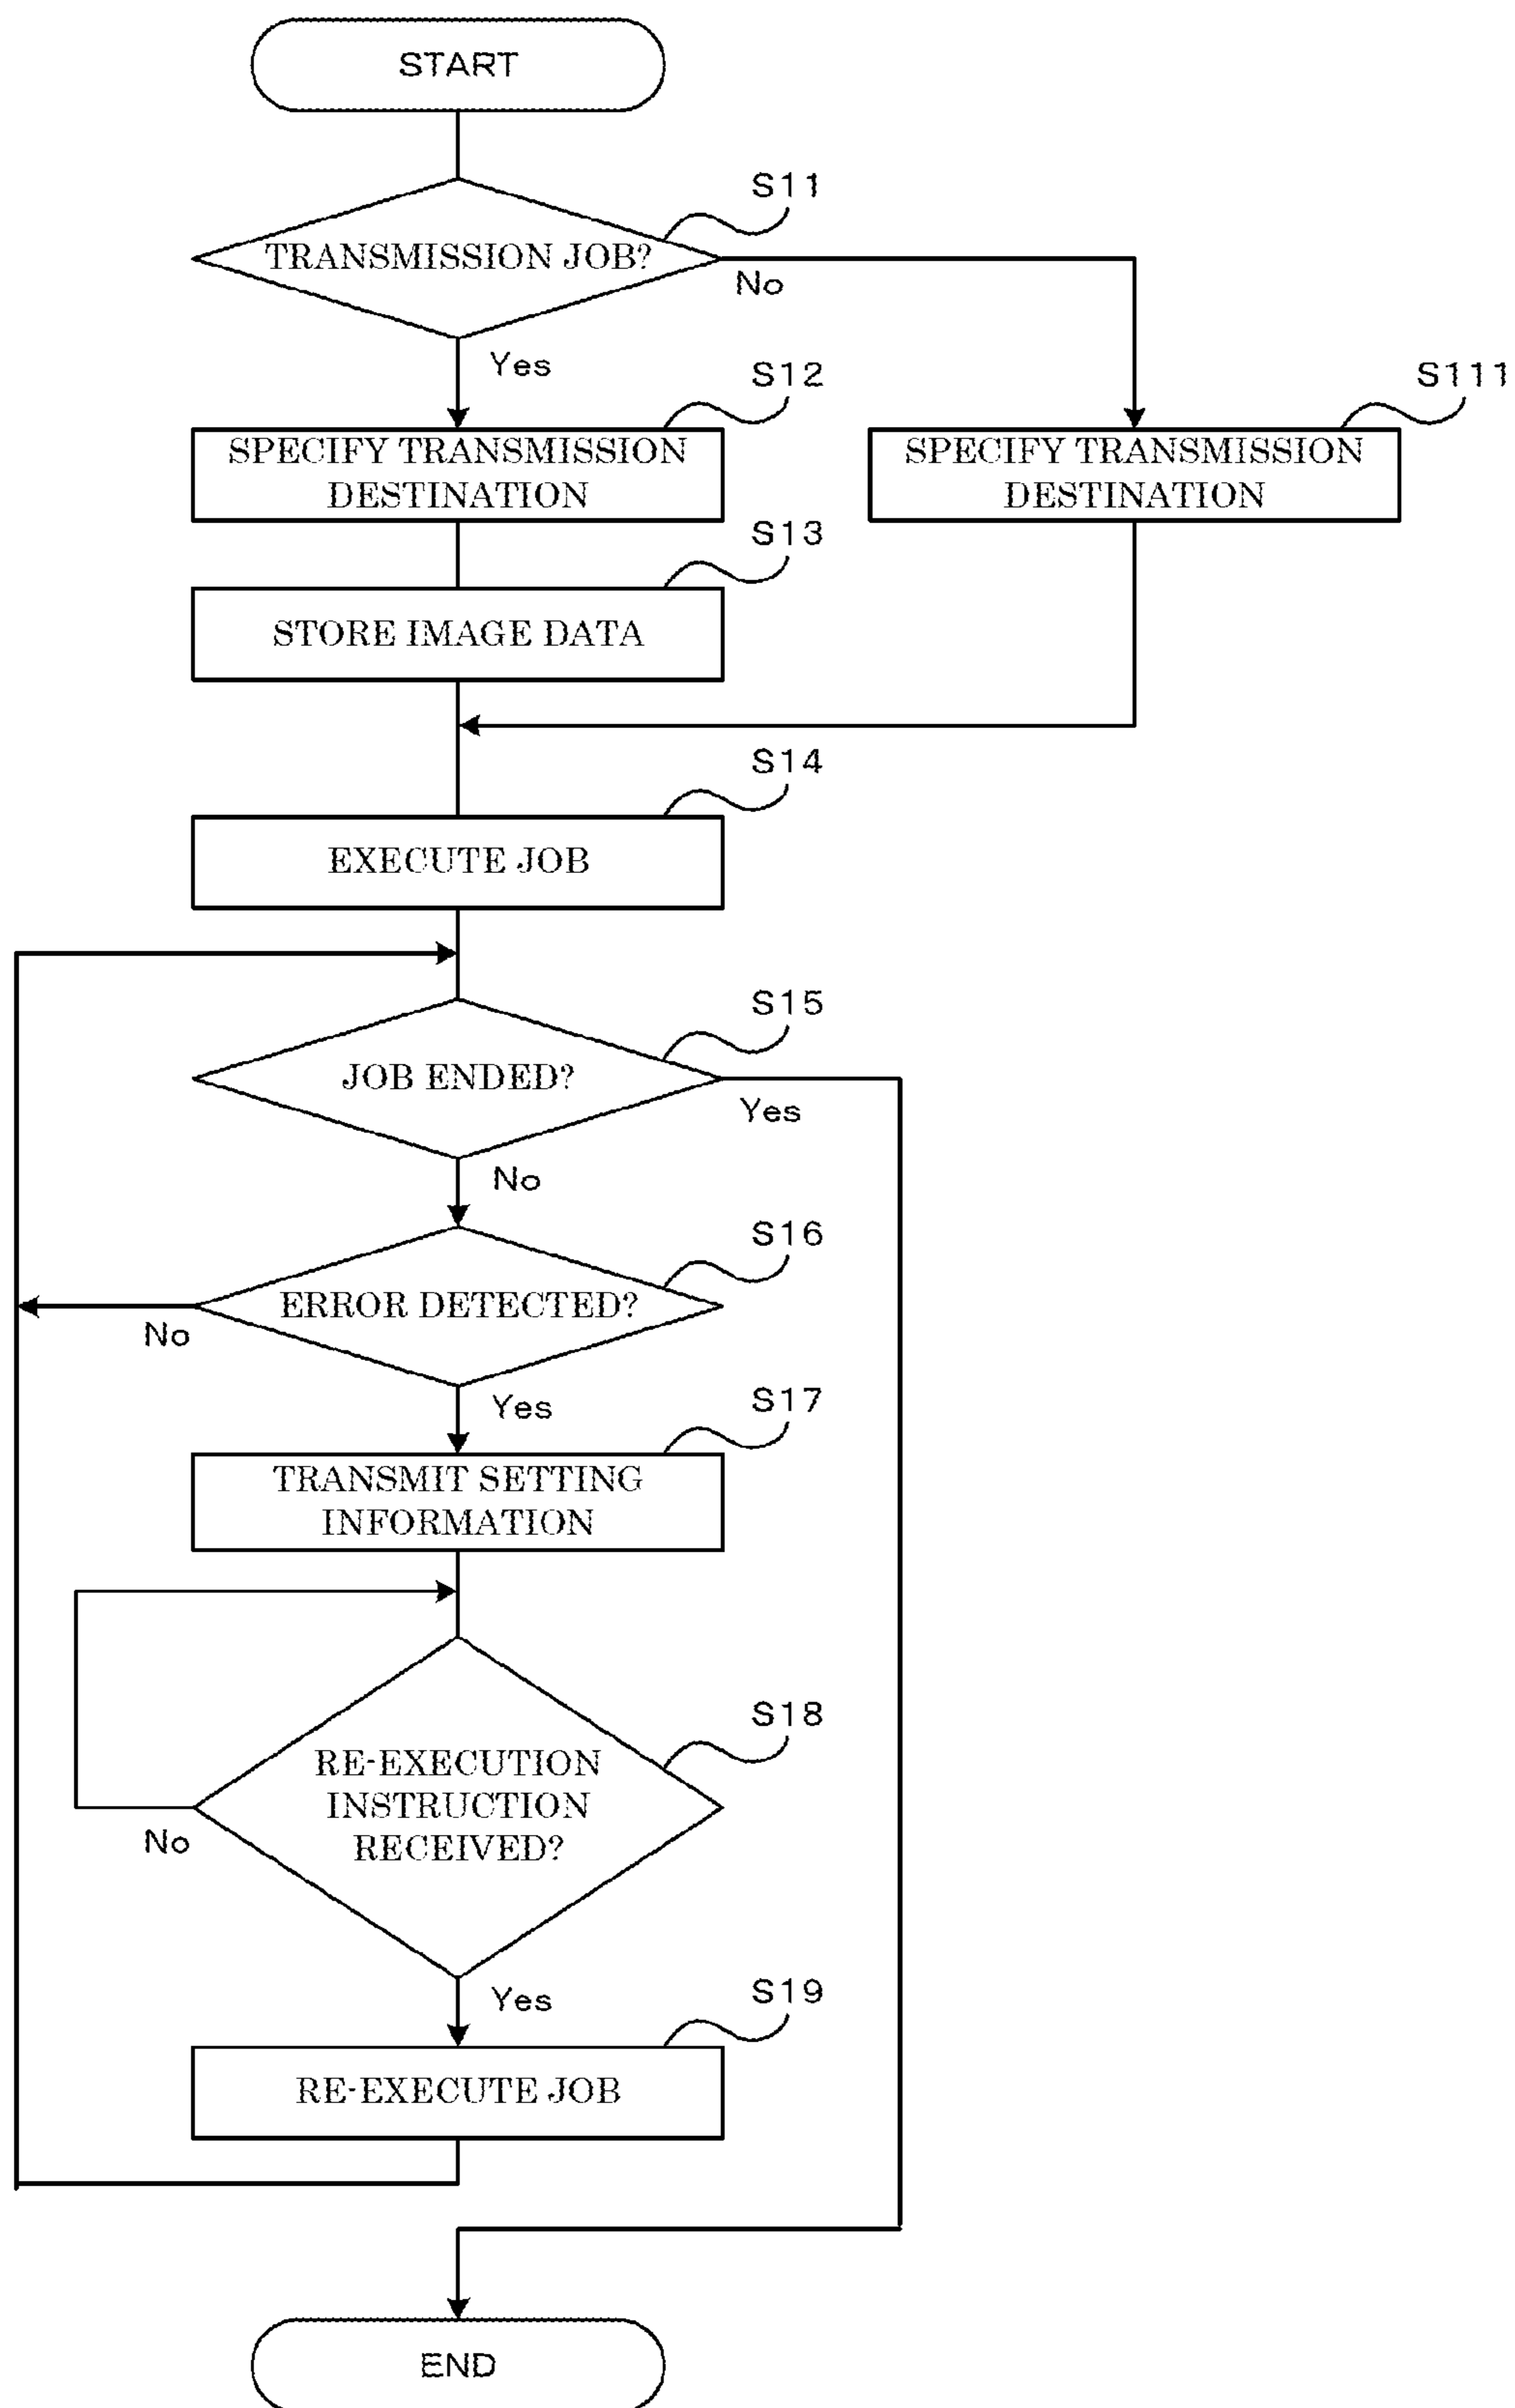 START
S11
TRANSMISSION JOB?
No
Yes
S12
S111
SPECIFY TRANSMISSION
DESTINATION
SPECIFY TRANSMISSION
DESTINATION
S13
STORE IMAGE DATA
S14
EXECUTE JOB
S15
JOB ENDED?
Yes
No
S16
ERROR DETECTED?
No
Yes
S17
TRANSMIT SETTING
INFORMATION
S18
RE-EXECUTION
INSTRUCTION
RECEIVED?
No
Yes
S19
RE-EXECUTE JOB
END